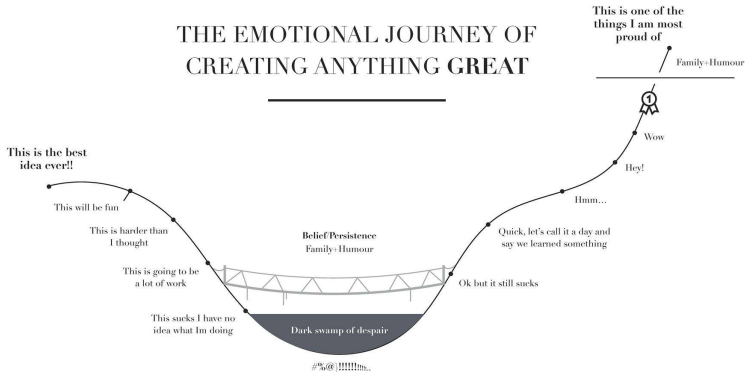 THE EMOTIONAL JOURNEY OF
CREATING ANYTHING GREAT
This is the best
idea ever!!
This will be fun
This is harder than
I thought
This is going to be
a lot of work
This sucks I have no
idea what Im doing
Belief/Persistence
Family+Humour
Dark swamp of despair
Ok but it still sucks
Quick, let's call it a day and
say we learned something
Hmm...
Hey!
Wow
1
Family+Humour
This is one of the
things I am most
proud of